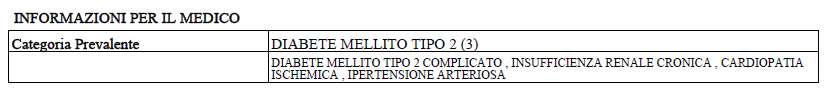 INFORMAZIONI PER IL MEDICO
Categoria Prevalente DIABETE MELLITO TIPO 2 (3)
DIABETE MELLITO TIPO 2 COMPLICATO , INSUFFICIENZA RENALE CRONICA , CARDIOPATIA
ISCHEMICA , IPERTENSIONE ARTERIOSA